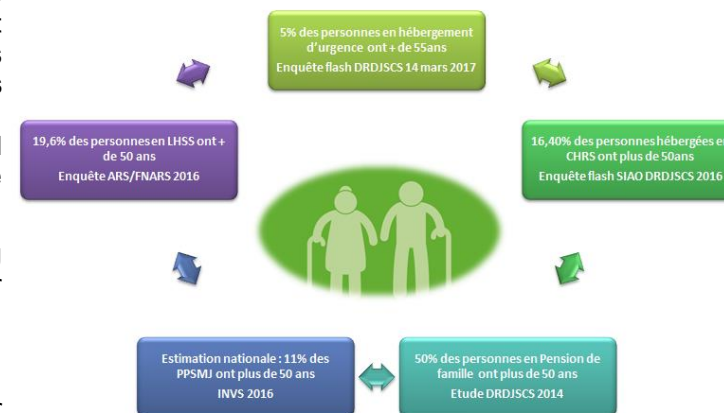 5% des personnes en hébergement
d'urgence ont + de 55ans
Enquête flash DRDJSCS 14 mars 2017
19,6% des personnes en LHSS ont +
de 50 ans
Enquête ARS/FNARS 2016
16,40% des personnes hébergées en
CHRS ont plus de 50ans
Enquête flash SIAO DRDJSCS 2016
Estimation nationale : 11% des
PPSMJ ont plus de 50 ans
INVS 2016
50% des personnes en Pension de
famille ont plus de 50 ans
Etude DRDJSCS 2014